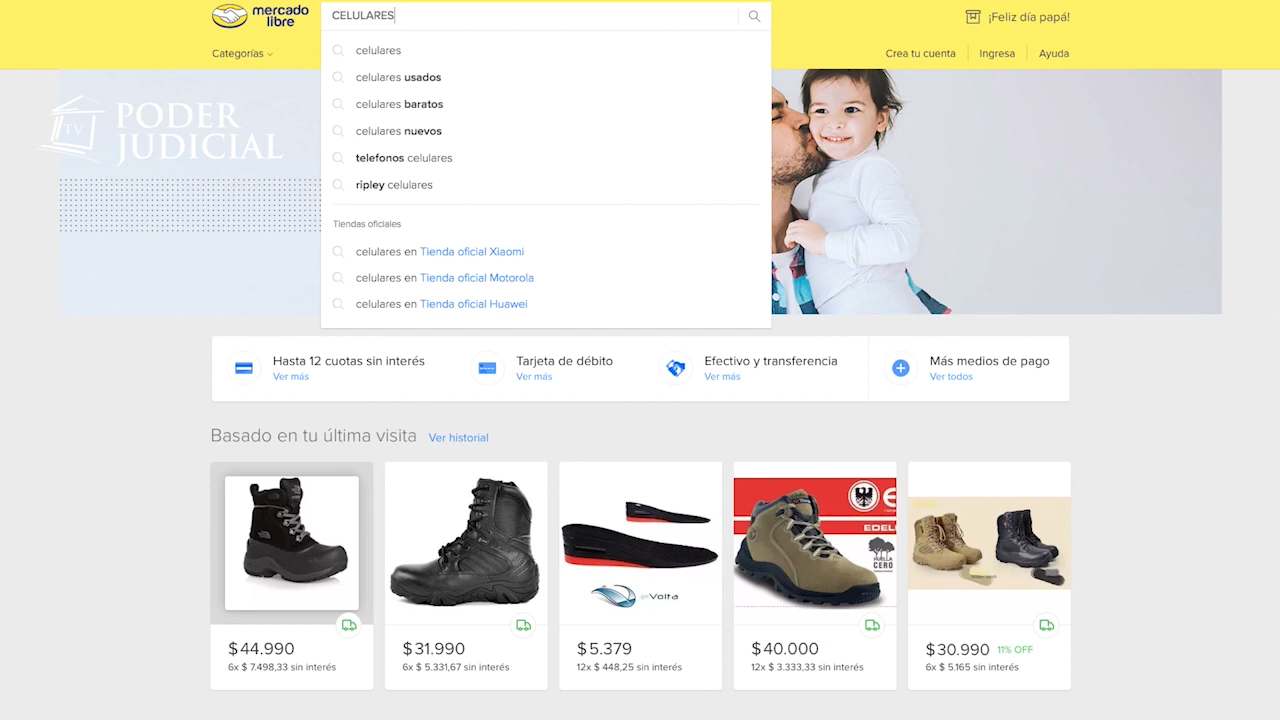 mercado
libre
CELULARES
¡Feliz día papá!
Categorías
Crea tu cuenta
Ingresa
Ayuda
celulares
celulares usados
celulares baratos
celulares nuevos
telefonos celulares
ripley celulares
Tiendas oficiales
celulares en Tienda oficial Xiaomi
celulares en Tienda oficial Motorola
celulares en Tienda oficial Huawei
TV
PODER
JUDICIAL
Hasta 12 cuotas sin interés
Ver más
Tarjeta de débito
Ver más
Efectivo y transferencia
Ver más
Más medios de pago
Ver todos
Basado en tu última visita
Ver historial
HUELLA
CERO
$ 44.990
6x $ 7.498,33 sin interés
$ 31.990
6x $ 5.331,67 sin interés
$ 5.379
12x $ 448,25 sin interés
$ 40.000
12x $ 3.333,33 sin interés
$ 30.990 11% OFF
6x $ 5.165 sin interés